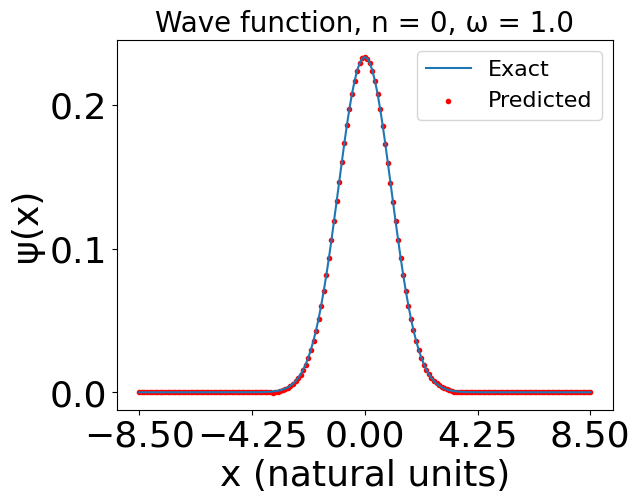 Wave function, n = 0, ω = 1.0
Exact
Predicted
0.2
0.1
0.0
ψ(x)
−8.50 −4.25 0.00 4.25 8.50
x (natural units)